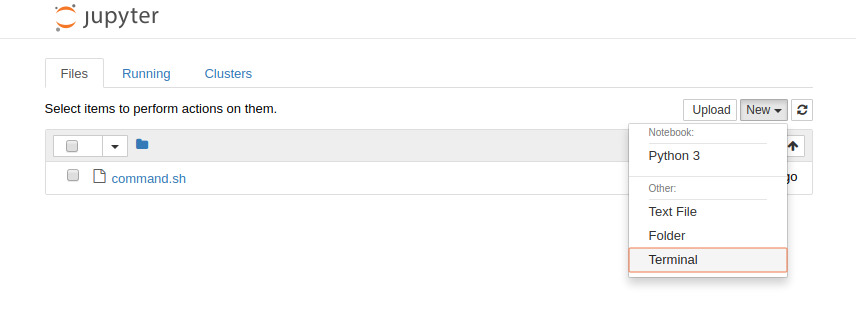 jupyter
Files Running Clusters
Select items to perform actions on them.
Upload New
Notebook:
Python 3
command.sh
go
Other:
Text File
Folder
Terminal